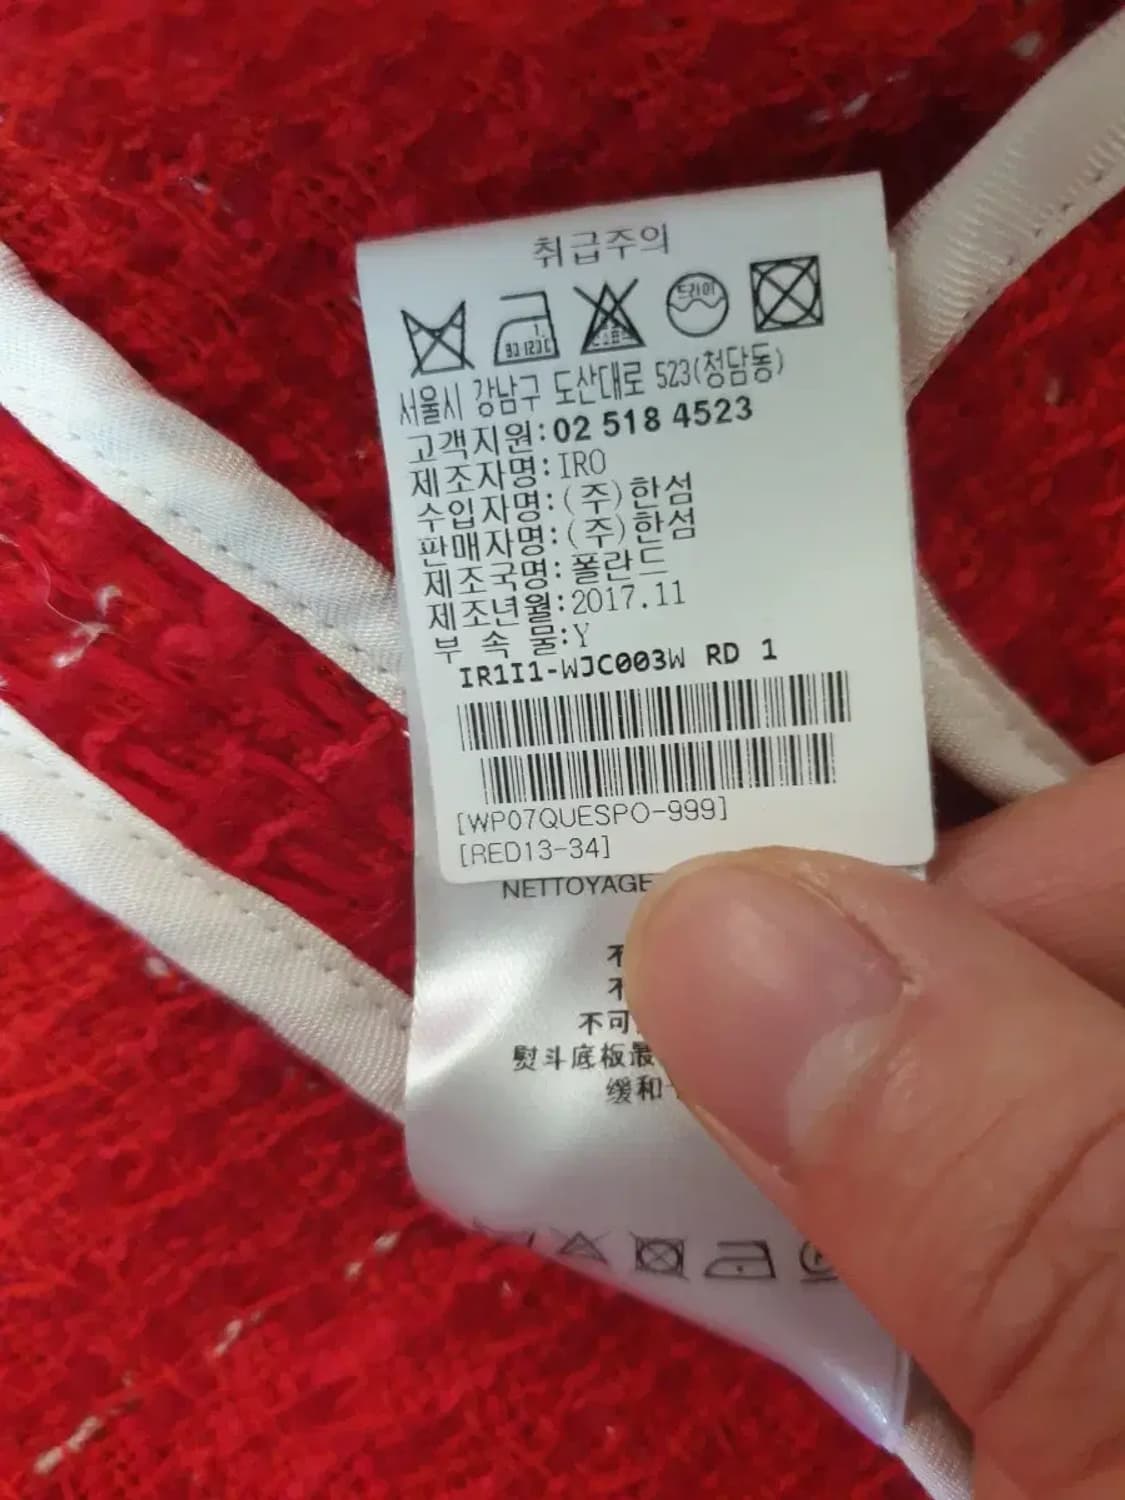 취급주의
드라이
서울시 강남구 도산대로 523(청담동)
고객지원:02 518 4523
제조자명:IRO
수입자명:(주)한섬
판매자명:(주)한섬
제조국명:폴란드
제조년월:2017.11
부 속 물:Y
IR1I1-WJC003W RD 1
[WP07QUESPO-999]
[RED13-34]
NETTOYAGE
不
不
不可
熨斗底板最
缓和